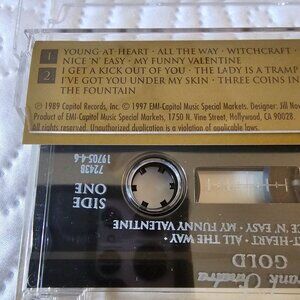 1 YOUNG AT HEART · ALL THE WAY · WITCHCRAFT ·
NICE 'N' EASY · MY FUNNY VALENTINE
2 I GET A KICK OUT OF YOU · THE LADY IS A TRAMP
I'VE GOT YOU UNDER MY SKIN · THREE COINS IN
THE FOUNTAIN
℗ 1989 Capitol Records, Inc. © 1997 EMI-Capitol Music Special Markets. Designer: Jill Nov
Product of EMI-Capitol Music Special Markets, 1750 N. Vine Street, Hollywood, CA 90028.
All rights reserved. Unauthorized duplication is a violation of applicable laws.
72438
19705-4-6
SIDE
ONE
CE 'N' EASY · MY FUNNY VALENTINE
T HEART · ALL THE WAY ·
GOLD
rank Sinatra